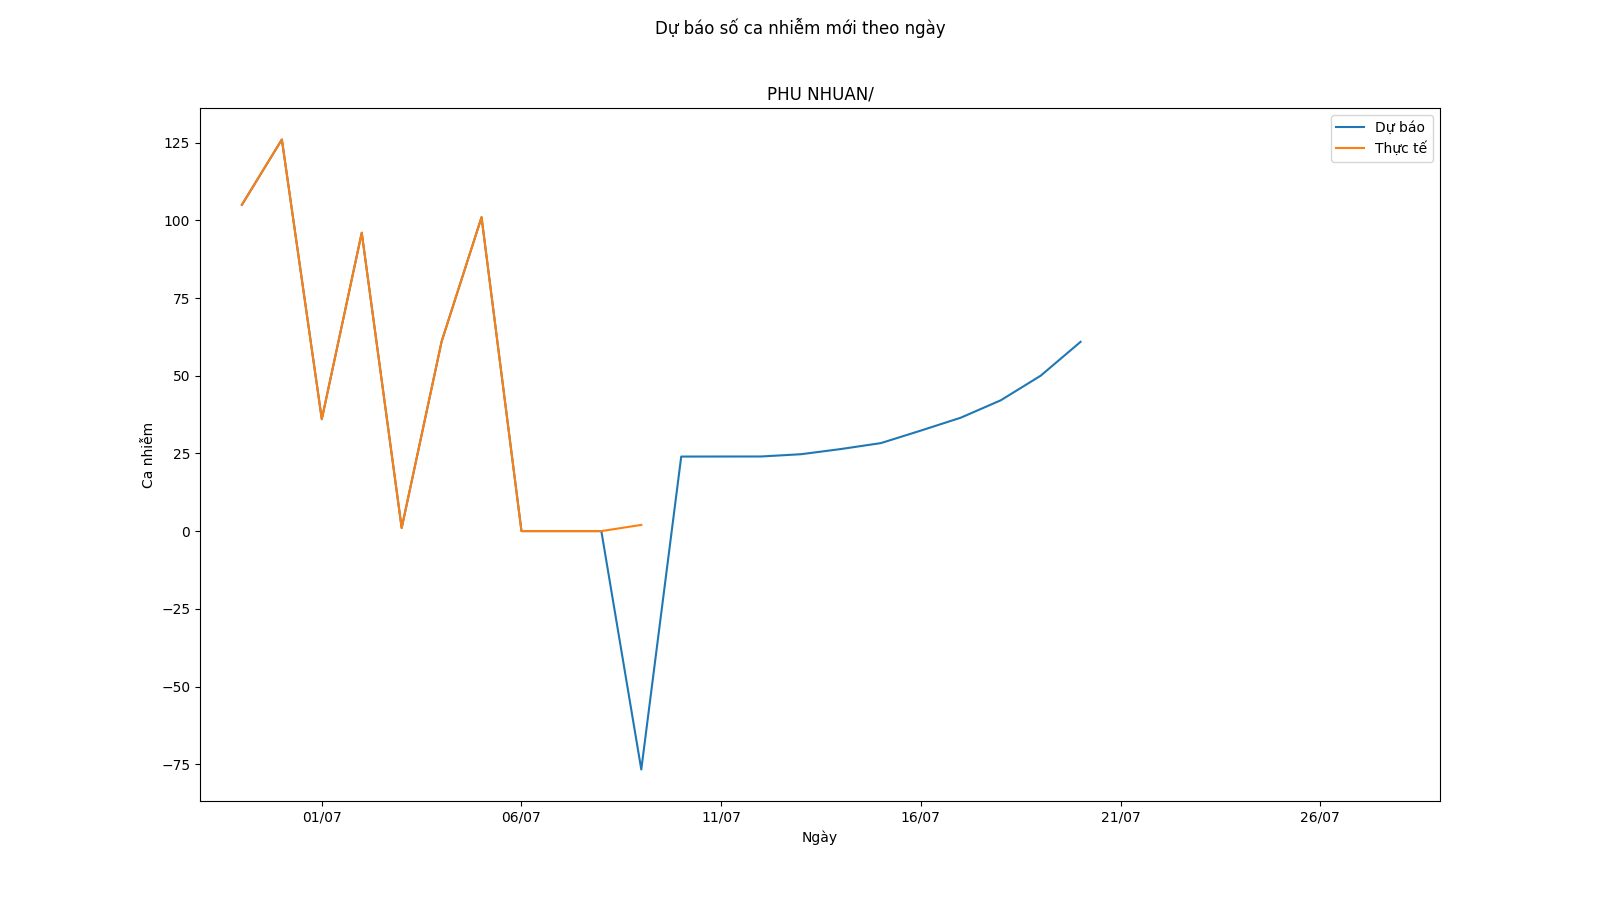 Dự báo số ca nhiễm mới theo ngày
PHU NHUAN/
Dự báo
Thực tế
125
100
75
50
25
0
−25
−50
−75
Ca nhiễm
01/07
06/07
11/07
16/07
21/07
26/07
Ngày